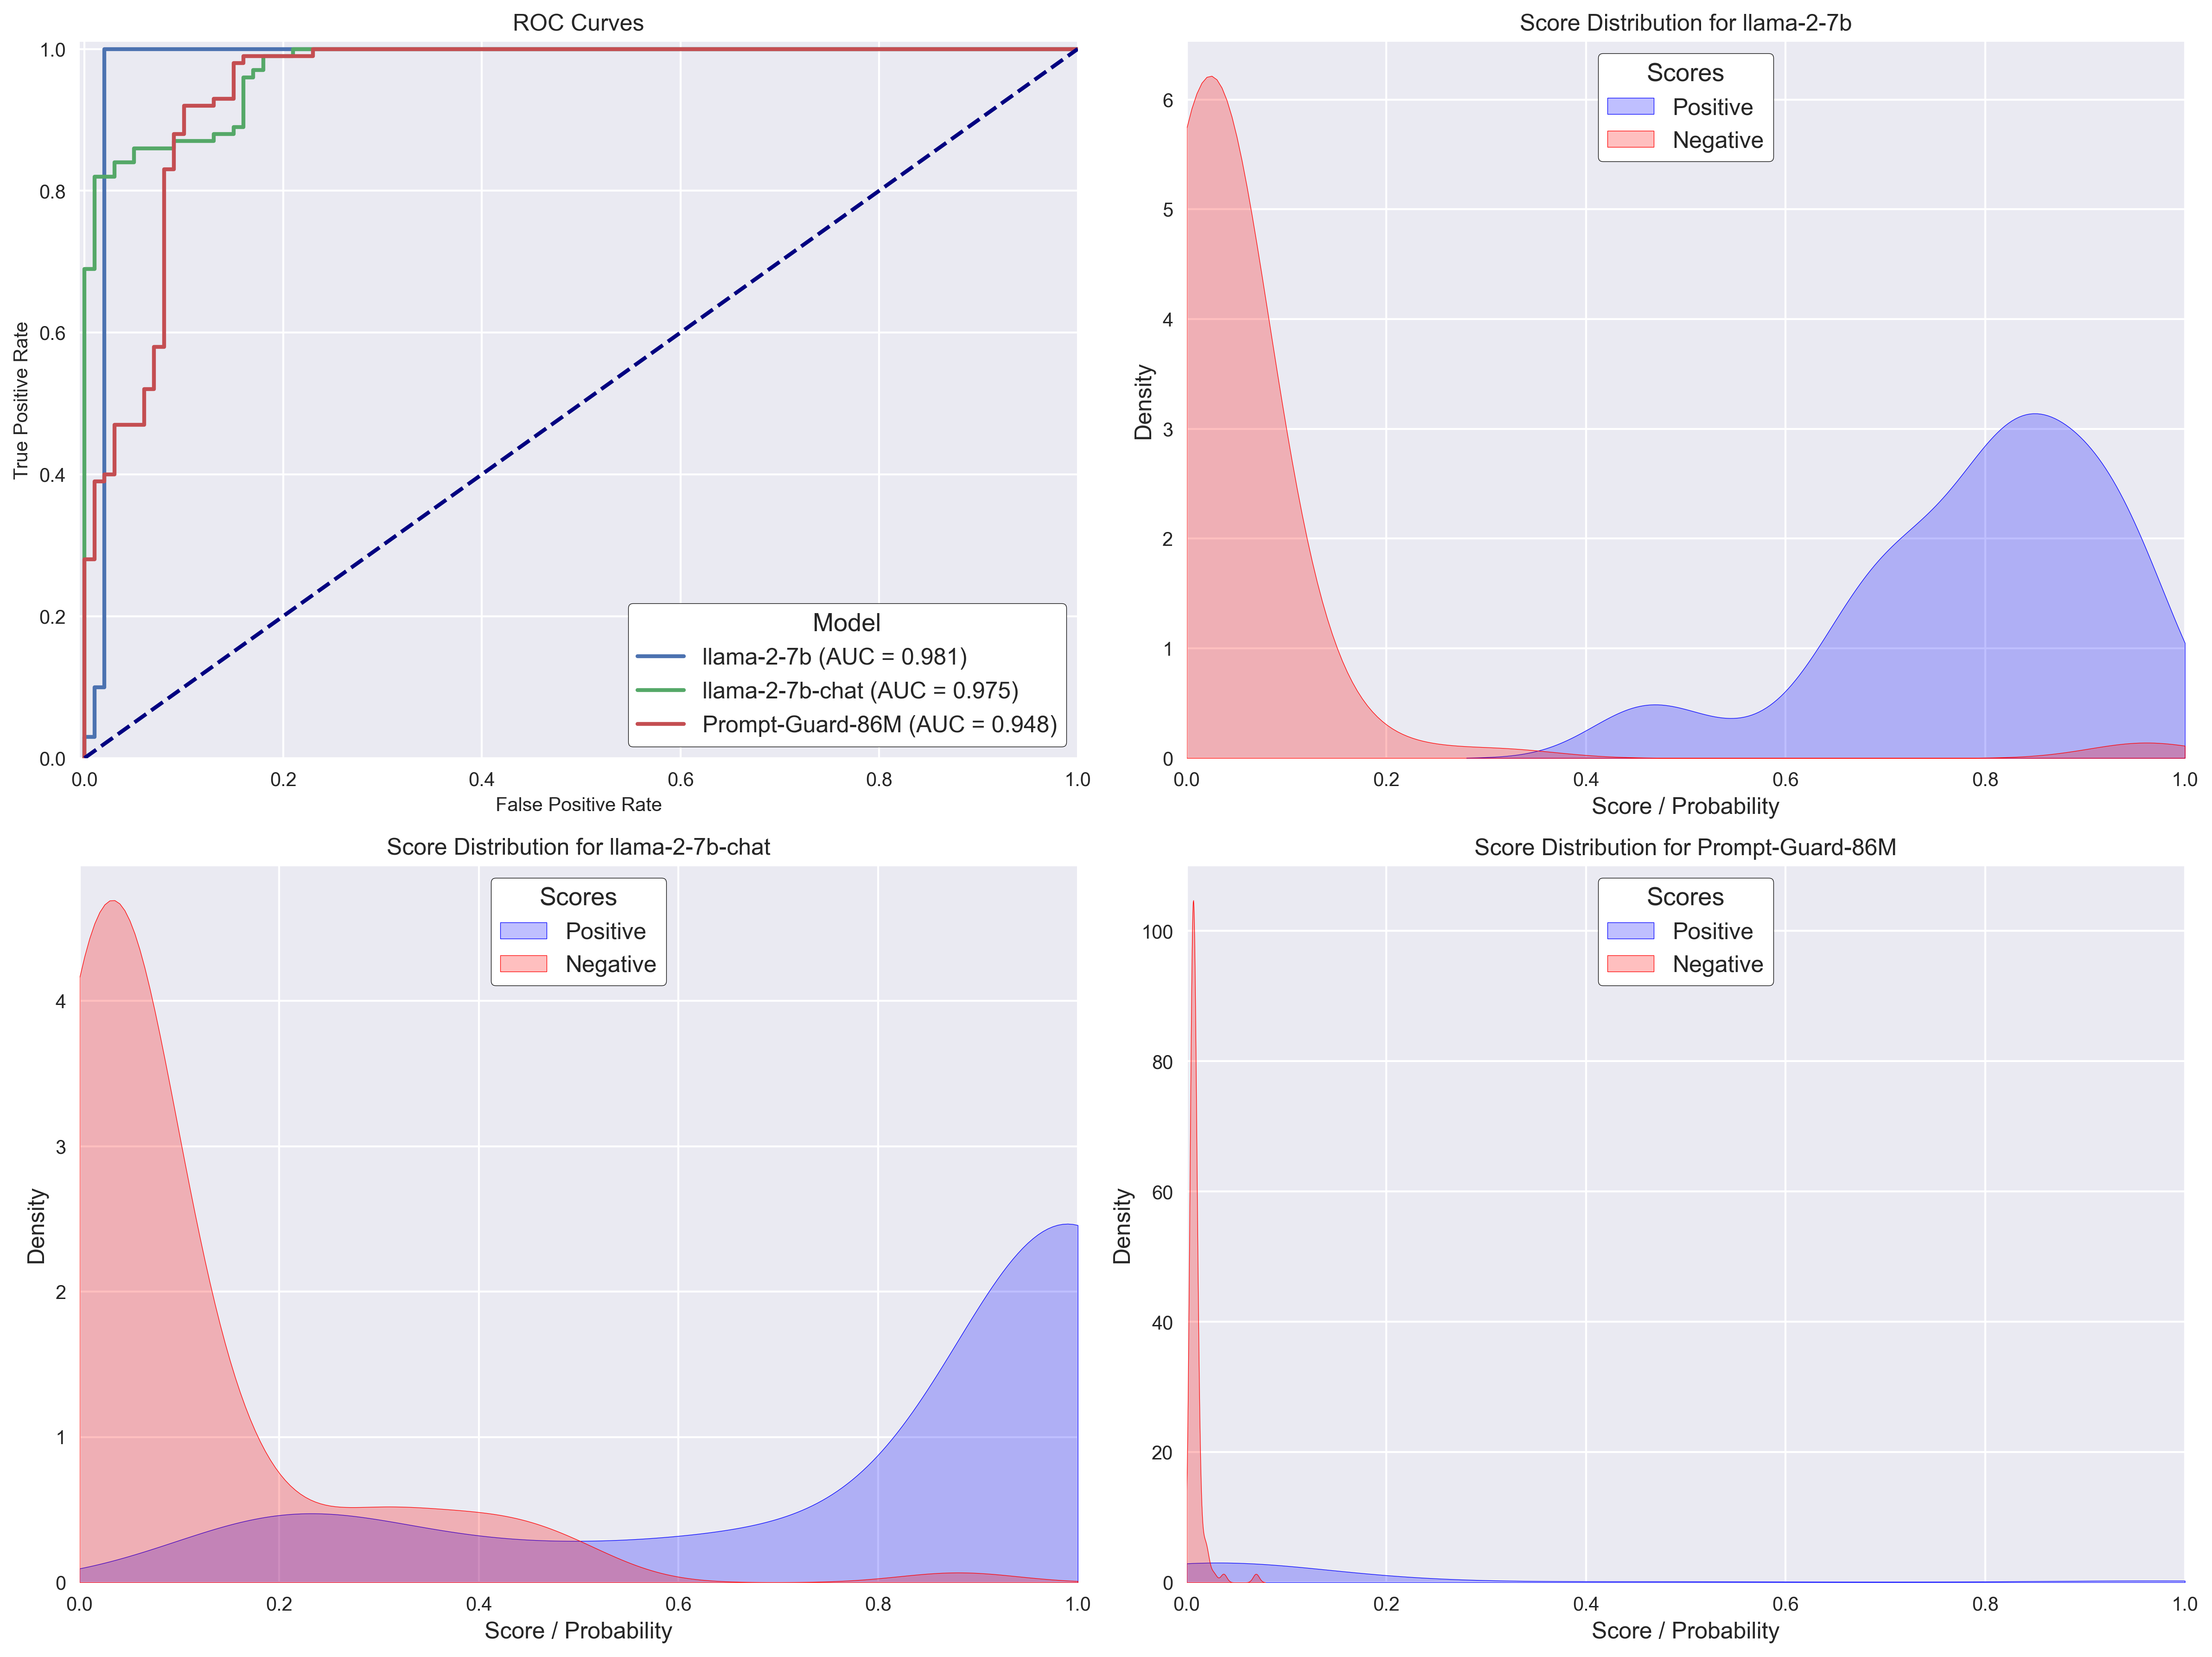 ROC Curves
1.0
0.8
0.6
0.4
0.2
0.0
True Positive Rate
0.0 0.2 0.4 0.6 0.8 1.0
False Positive Rate
Model
llama-2-7b (AUC = 0.981)
llama-2-7b-chat (AUC = 0.975)
Prompt-Guard-86M (AUC = 0.948)
Score Distribution for llama-2-7b
6
5
4
3
2
1
0
Density
Scores
Positive
Negative
0.0 0.2 0.4 0.6 0.8 1.0
Score / Probability
Score Distribution for llama-2-7b-chat
4
3
2
1
0
Density
Scores
Positive
Negative
0.0 0.2 0.4 0.6 0.8 1.0
Score / Probability
Score Distribution for Prompt-Guard-86M
100
80
60
40
20
0
Density
Scores
Positive
Negative
0.0 0.2 0.4 0.6 0.8 1.0
Score / Probability